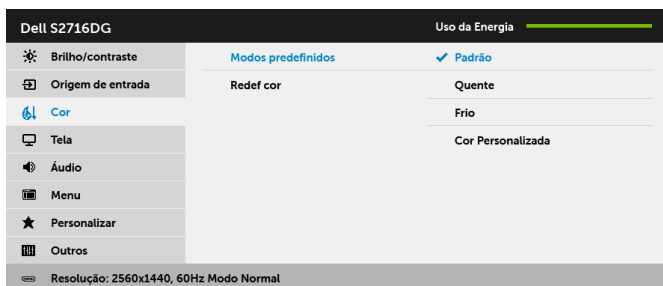 Dell S2716DG
Uso da Energia
Brilho/contraste
Modos predefinidos
Padrão
Origem de entrada
Redef cor
Quente
Cor
Frio
Tela
Cor Personalizada
Áudio
Menu
Personalizar
Outros
Resolução: 2560x1440, 60Hz Modo Normal